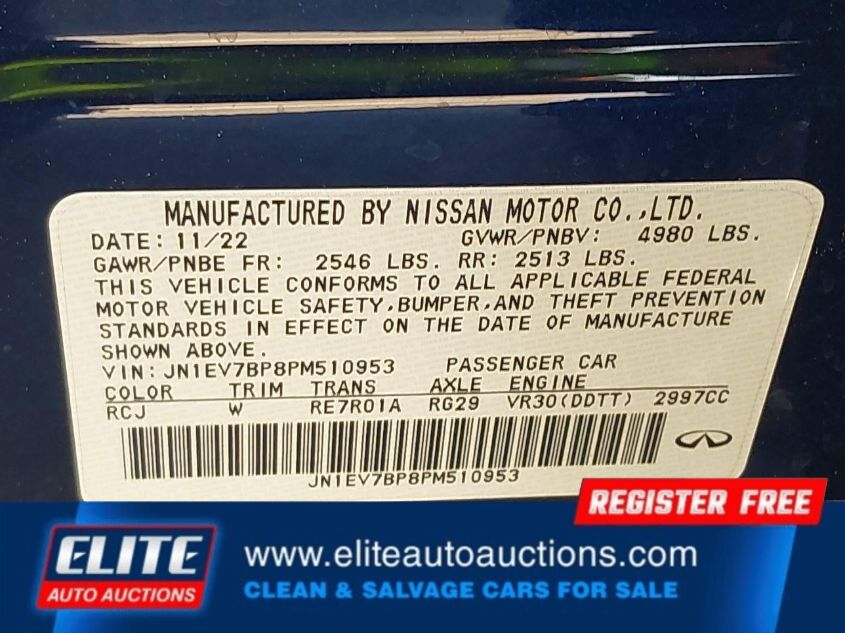 MANUFACTURED BY NISSAN MOTOR CO.,LTD.
DATE: 11/22 GVWR/PNBV: 4980 LBS.
GAWR/PNBE FR: 2546 LBS. RR: 2513 LBS.
THIS VEHICLE CONFORMS TO ALL APPLICABLE FEDERAL
MOTOR VEHICLE SAFETY,BUMPER,AND THEFT PREVENTION
STANDARDS IN EFFECT ON THE DATE OF MANUFACTURE
SHOWN ABOVE.
VIN: JN1EV7BP8PM510953 PASSENGER CAR
COLOR TRIM TRANS AXLE ENGINE
RCJ W RE7R01A RG29 VR30(DDTT) 2997CC
JN1EV7BP8PM510953
REGISTER FREE
ELITE
AUTO AUCTIONS
www.eliteautoauctions.com
CLEAN & SALVAGE CARS FOR SALE